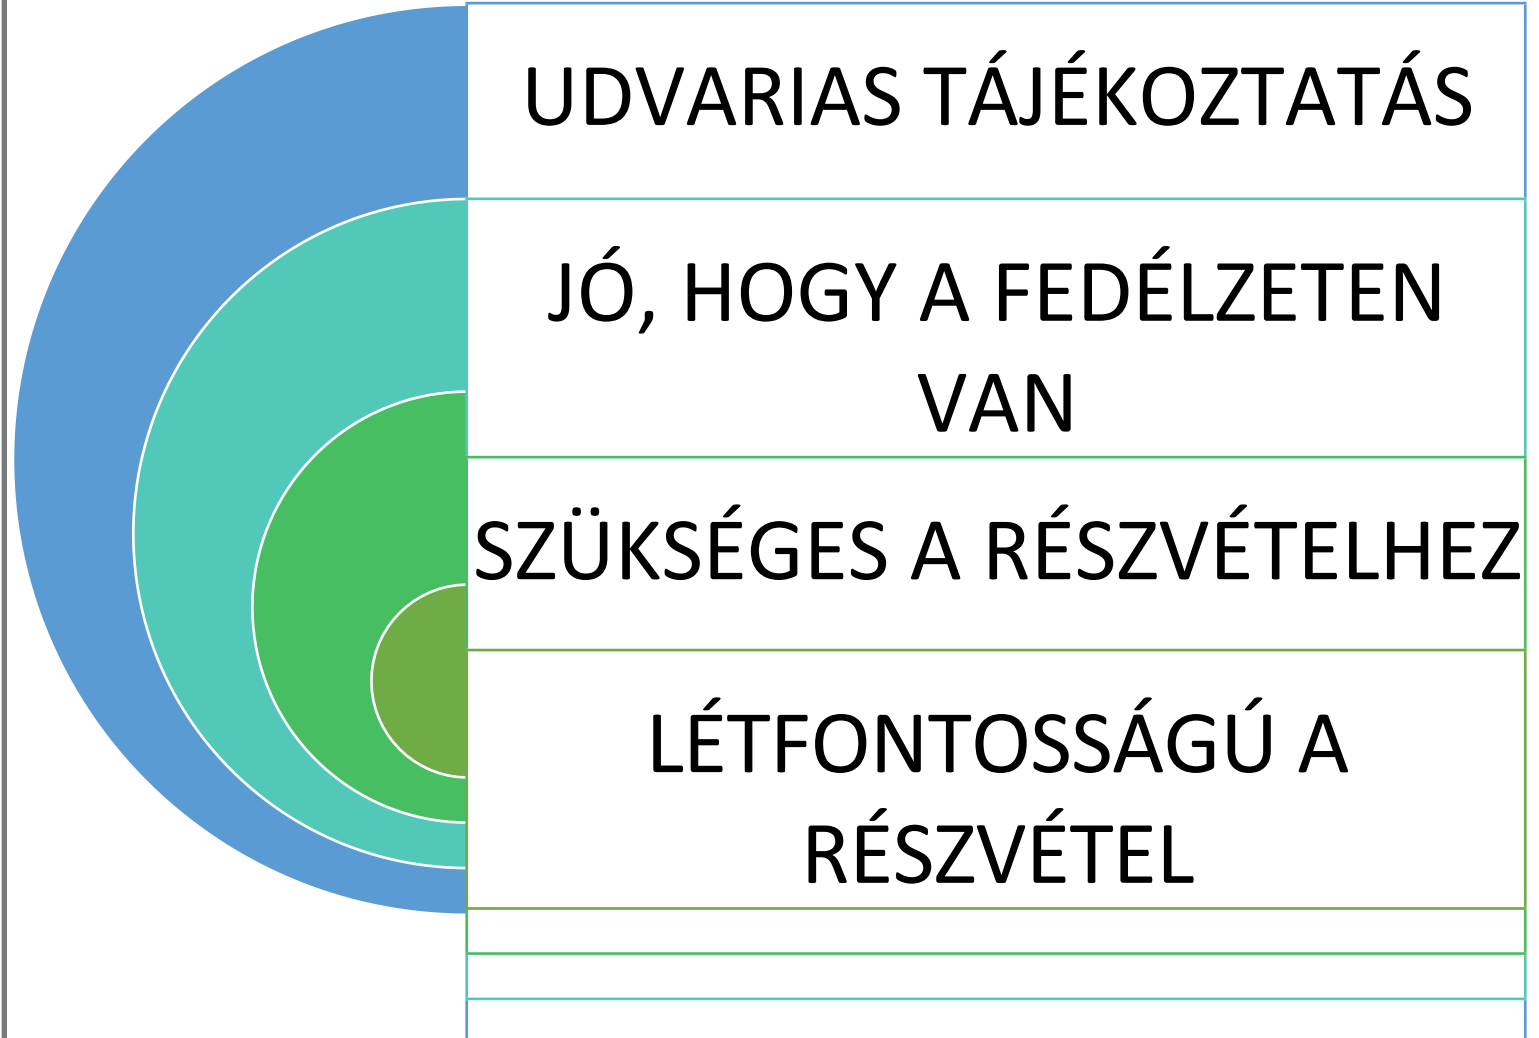 UDVARIAS TÁJÉKOZTATÁS
JÓ, HOGY A FEDÉLZETEN
VAN
SZÜKSÉGES A RÉSZVÉTELHEZ
LÉTFONTOSSÁGÚ A
RÉSZVÉTEL